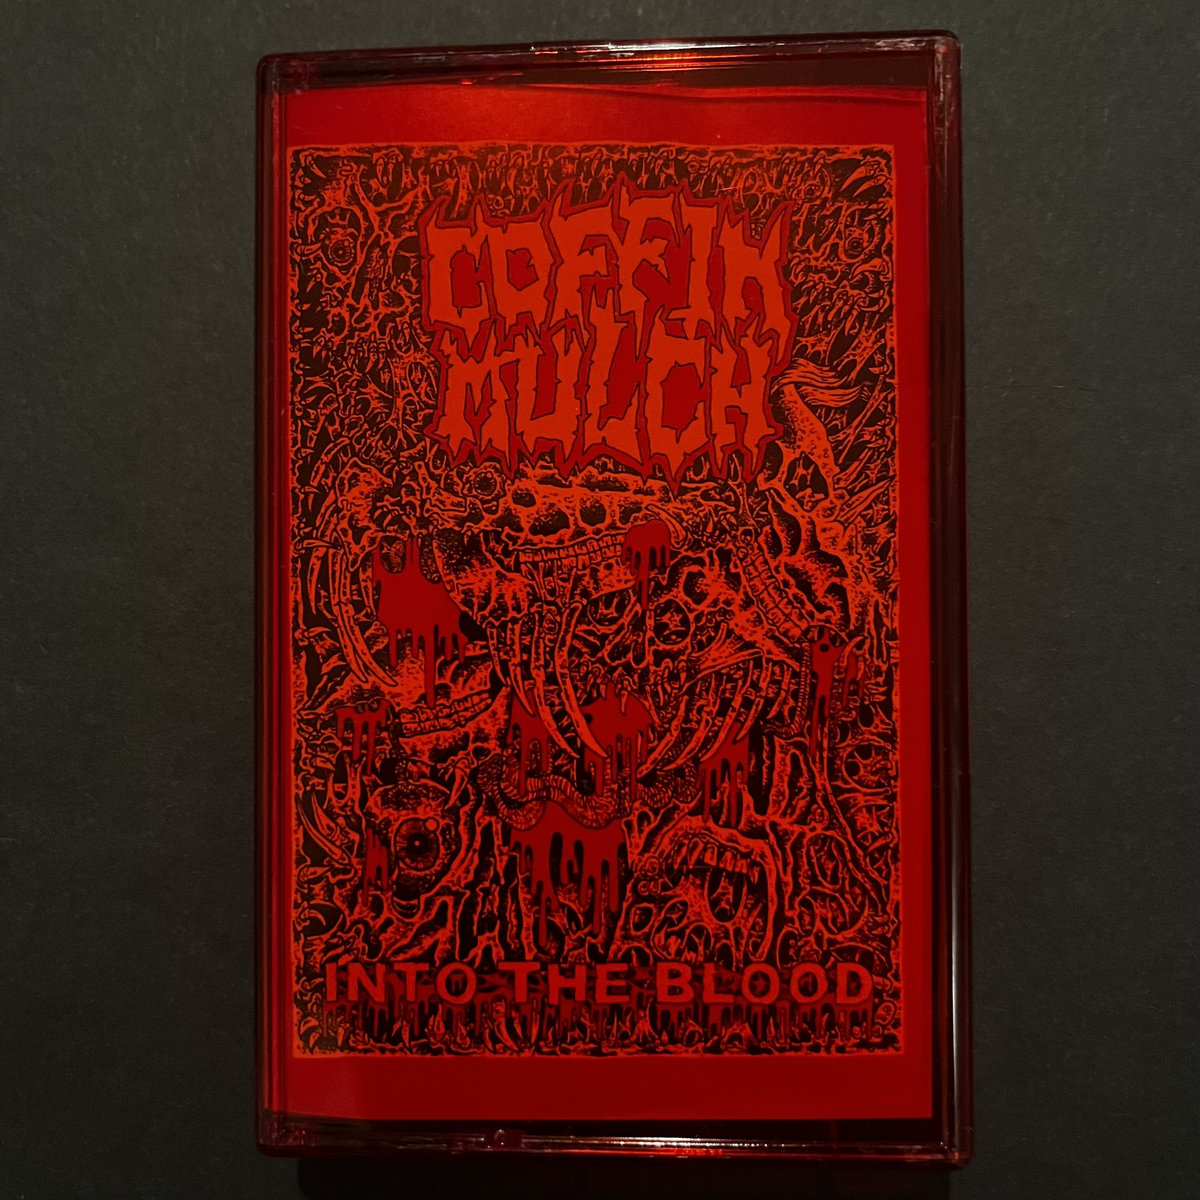 COFFIN
MULCH
INTO THE BLOOD